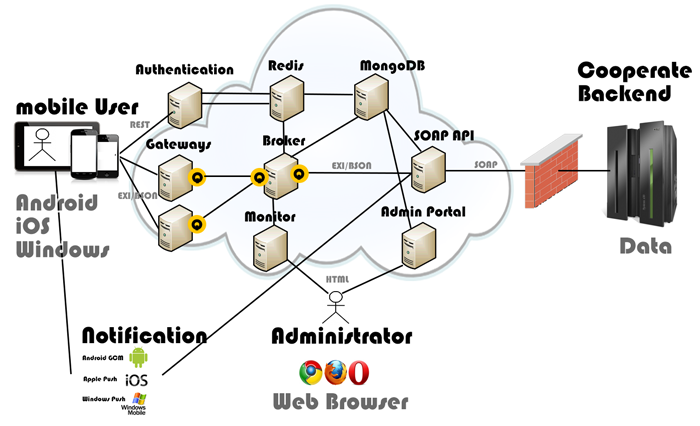 Authentication
Redis
MongoDB
Cooperate
Backend
mobile User
REST
Gateways
Broker
SOAP API
EXI/BSON
SOAP
EXI/BSON
Android
iOS
Windows
Monitor
Admin Portal
Data
HTML
Notification
Administrator
Android GCM
Apple Push
iOS
Windows Push
Windows
Mobile
Web Browser